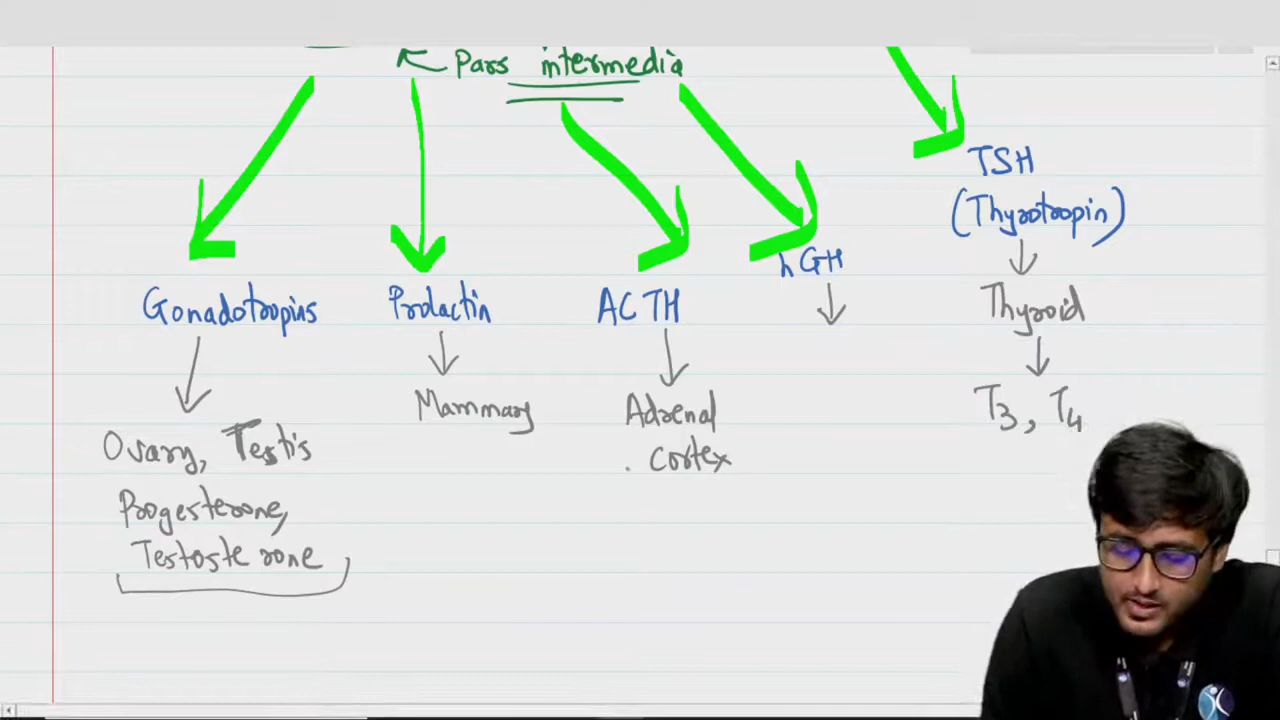 Pars intermedia
TSH
(Thyrotropin)
hGH
Gonadotropins
Prolactin
ACTH
Thyroid
Mammary
Adrenal
cortex
T3, T4
Ovary, Testis
Progesterone,
Testosterone